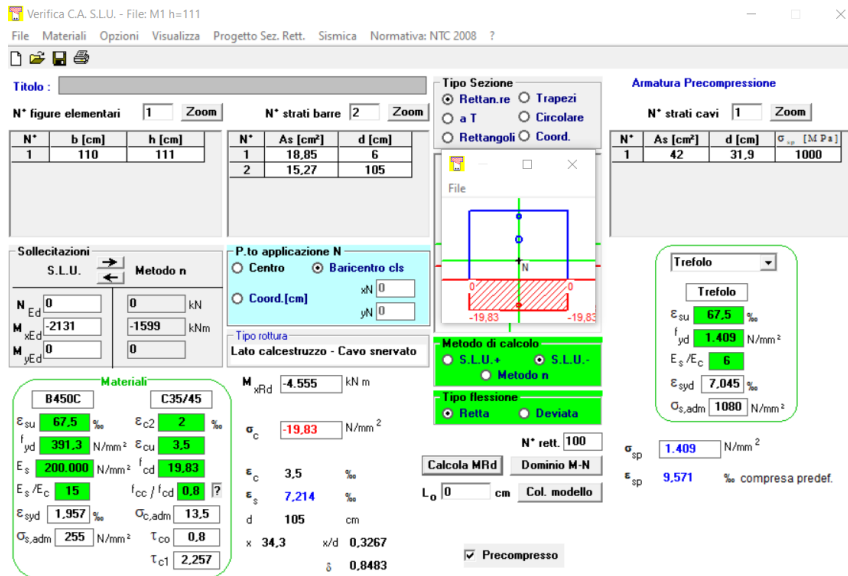 Verifica C.A. S.L.U. - File: M1 h=111
File Materiali Opzioni Visualizza Progetto Sez. Rett. Sismica Normativa: NTC 2008 ?
Titolo :
N° figure elementari 1 Zoom
N° b [cm] h [cm]
1 110 111
N° strati barre 2 Zoom
N° As [cm²] d [cm]
1 18,85 6
2 15,27 105
Tipo Sezione
Rettan.re Trapezi
a T Circolare
Rettangoli Coord.
File
N
0 0
-19,83 -19,83
Armatura Precompressione
N° strati cavi 1 Zoom
N° As [cm²] d [cm] σsp [MPa]
1 42 31,9 1000
Sollecitazioni
S.L.U. Metodo n
N Ed 0 0 kN
M xEd -2131 -1599 kNm
M yEd 0 0
P.to applicazione N
Centro Baricentro cls
Coord.[cm] xN 0
yN 0
Tipo rottura
Lato calcestruzzo - Cavo snervato
Metodo di calcolo
S.L.U.+ S.L.U.-
Metodo n
Tipo flessione
Retta Deviata
Trefolo
Trefolo
εsu 67,5 ‰
fyd 1.409 N/mm²
Es/Ec 6
εsyd 7,045 ‰
σs,adm 1080 N/mm²
Materiali
B450C C35/45
εsu 67,5 ‰ εc2 2 ‰
fyd 391,3 N/mm² εcu 3,5
Es 200.000 N/mm² fcd 19,83
Es/Ec 15 fcc / fcd 0,8 ?
εsyd 1,957 ‰ σc,adm 13,5
σs,adm 255 N/mm² τco 0,8
τc1 2,257
M xRd -4.555 kN m
σc -19,83 N/mm²
εc 3,5 ‰
εs 7,214 ‰
d 105 cm
x 34,3 x/d 0,3267
δ 0,8483
N° rett. 100
Calcola MRd Dominio M-N
Lo 0 cm Col. modello
Precompresso
σsp 1.409 N/mm²
εsp 9,571 ‰ compresa predef.